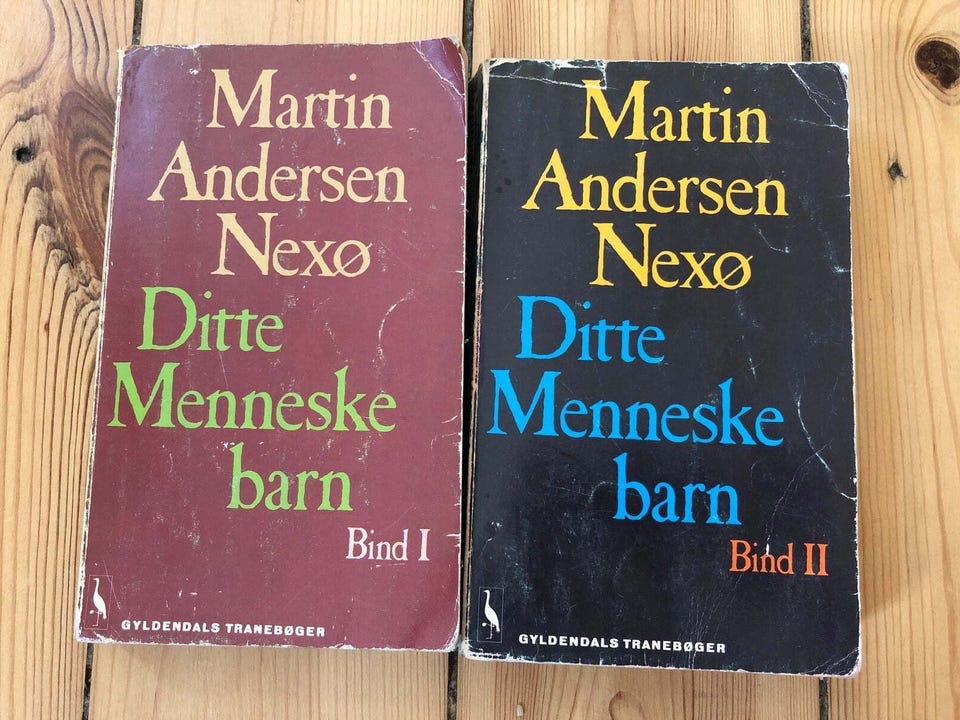 Martin
Andersen
Nexø
Ditte
Menneske
barn
Bind I
GYLDENDALS TRANEBØGER
Martin
Andersen
Nexø
Ditte
Menneske
barn
Bind II
GYLDENDALS TRANEBØGER